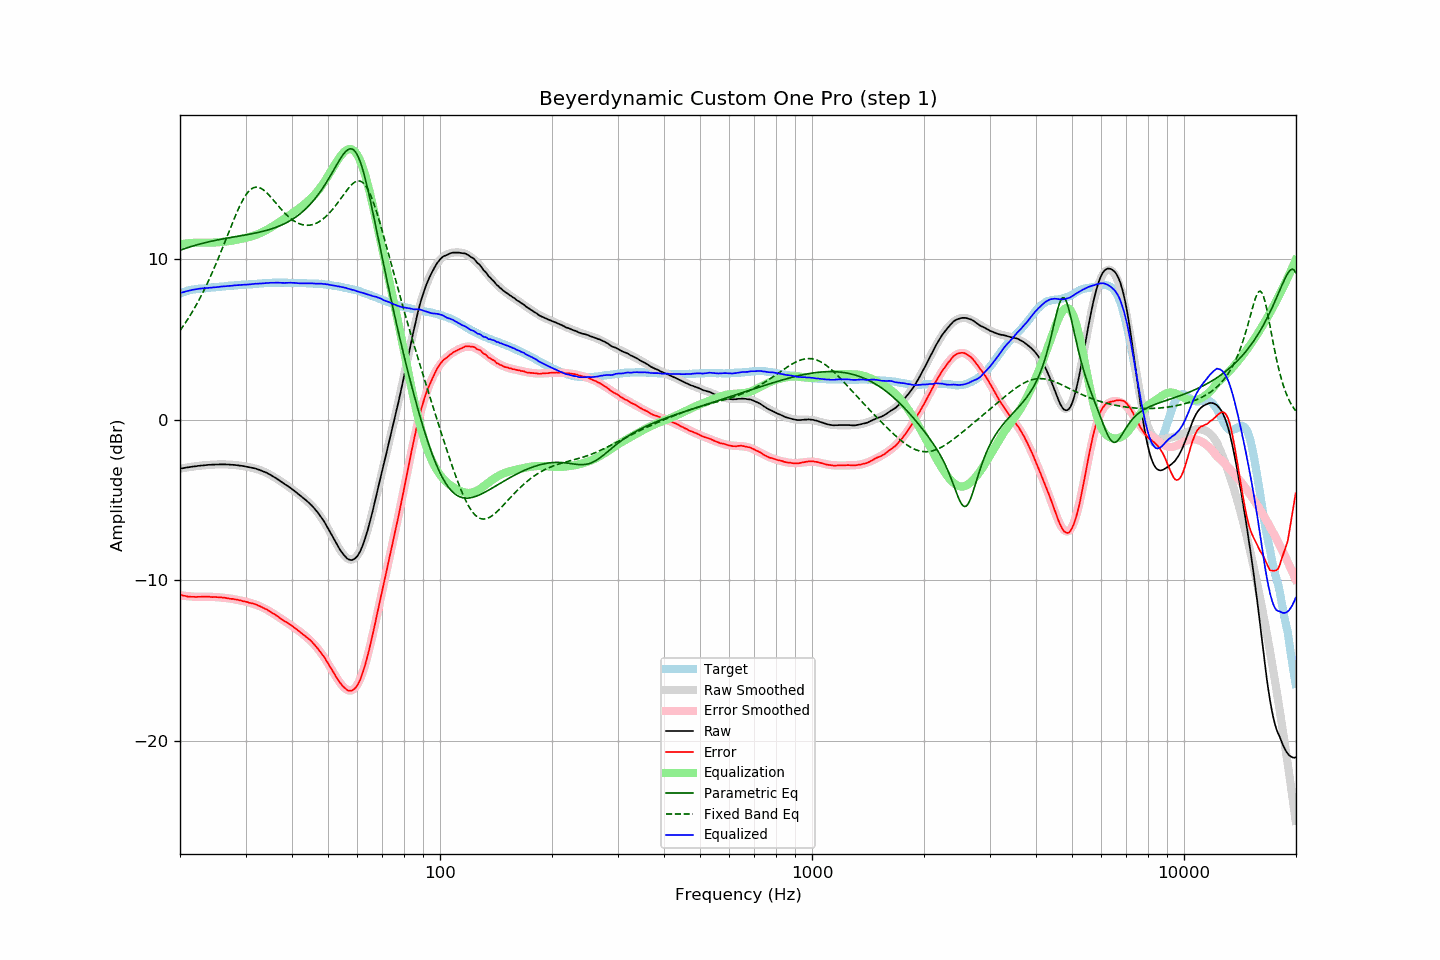 Beyerdynamic Custom One Pro (step 1)
10
0
−10
−20
Amplitude (dBr)
100
1000
10000
Frequency (Hz)
Target
Raw Smoothed
Error Smoothed
Raw
Error
Equalization
Parametric Eq
Fixed Band Eq
Equalized